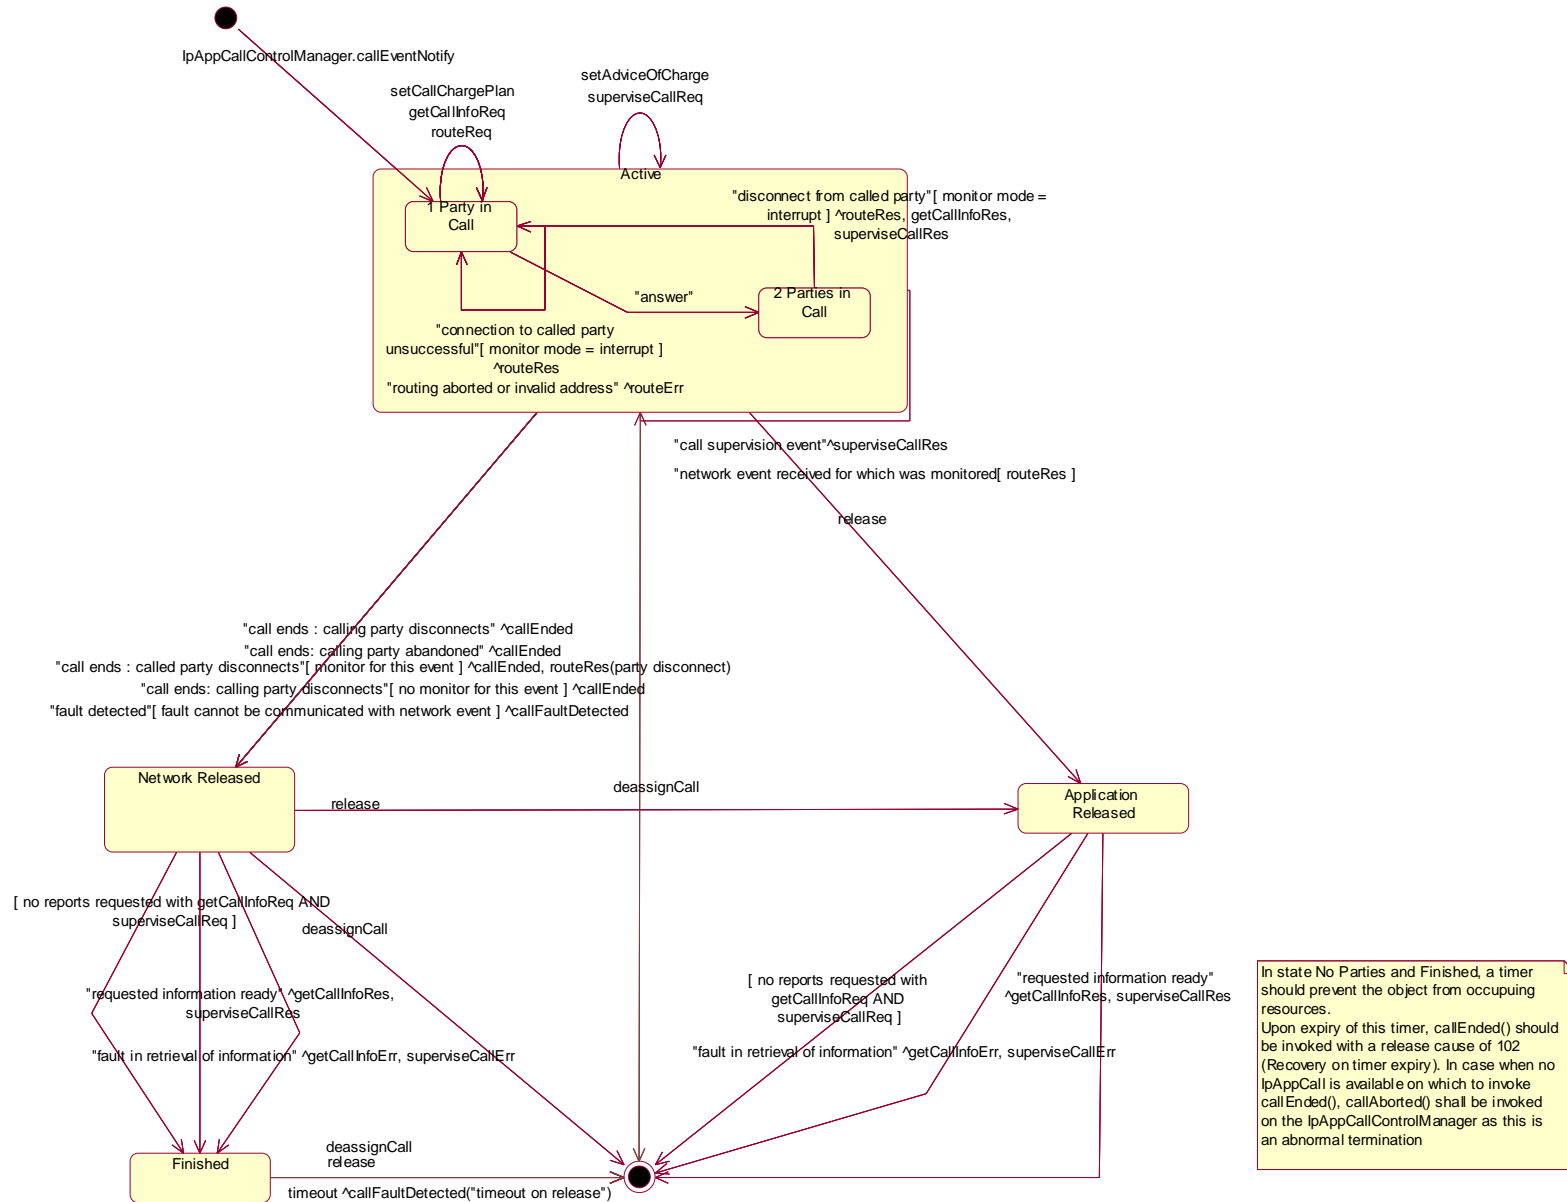 IpAppCallControlManager.callEventNotify
setAdviceOfCharge
superviseCallReq
setCallChargePlan
getCallInfoReq
routeReq
Active
"disconnect from called party"[ monitor mode =
interrupt ] ^routeRes, getCallInfoRes,
superviseCallRes
1 Party in
Call
2 Parties in
Call
"answer"
"connection to called party
unsuccessful"[ monitor mode = interrupt ]
^routeRes
"routing aborted or invalid address" ^routeErr
"call supervision event"^superviseCallRes
"network event received for which was monitored[ routeRes ]
release
"call ends : calling party disconnects" ^callEnded
"call ends: calling party abandoned" ^callEnded
"call ends : called party disconnects"[ monitor for this event ] ^callEnded, routeRes(party disconnect)
"call ends: calling party disconnects"[ no monitor for this event ] ^callEnded
"fault detected"[ fault cannot be communicated with network event ] ^callFaultDetected
Network Released
deassignCall
release
Application
Released
[ no reports requested with getCallInfoReq AND
superviseCallReq ]
deassignCall
"requested information ready" ^getCallInfoRes,
superviseCallRes
"fault in retrieval of information" ^getCallInfoErr, superviseCallErr
[ no reports requested with
getCallInfoReq AND
superviseCallReq ]
"requested information ready"
^getCallInfoRes, superviseCallRes
"fault in retrieval of information" ^getCallInfoErr, superviseCallErr
In state No Parties and Finished, a timer
should prevent the object from occupuing
resources.
Upon expiry of this timer, callEnded() should
be invoked with a release cause of 102
(Recovery on timer expiry). In case when no
IpAppCall is available on which to invoke
callEnded(), callAborted() shall be invoked
on the IpAppCallControlManager as this is
an abnormal termination
Finished
deassignCall
release
timeout ^callFaultDetected("timeout on release")